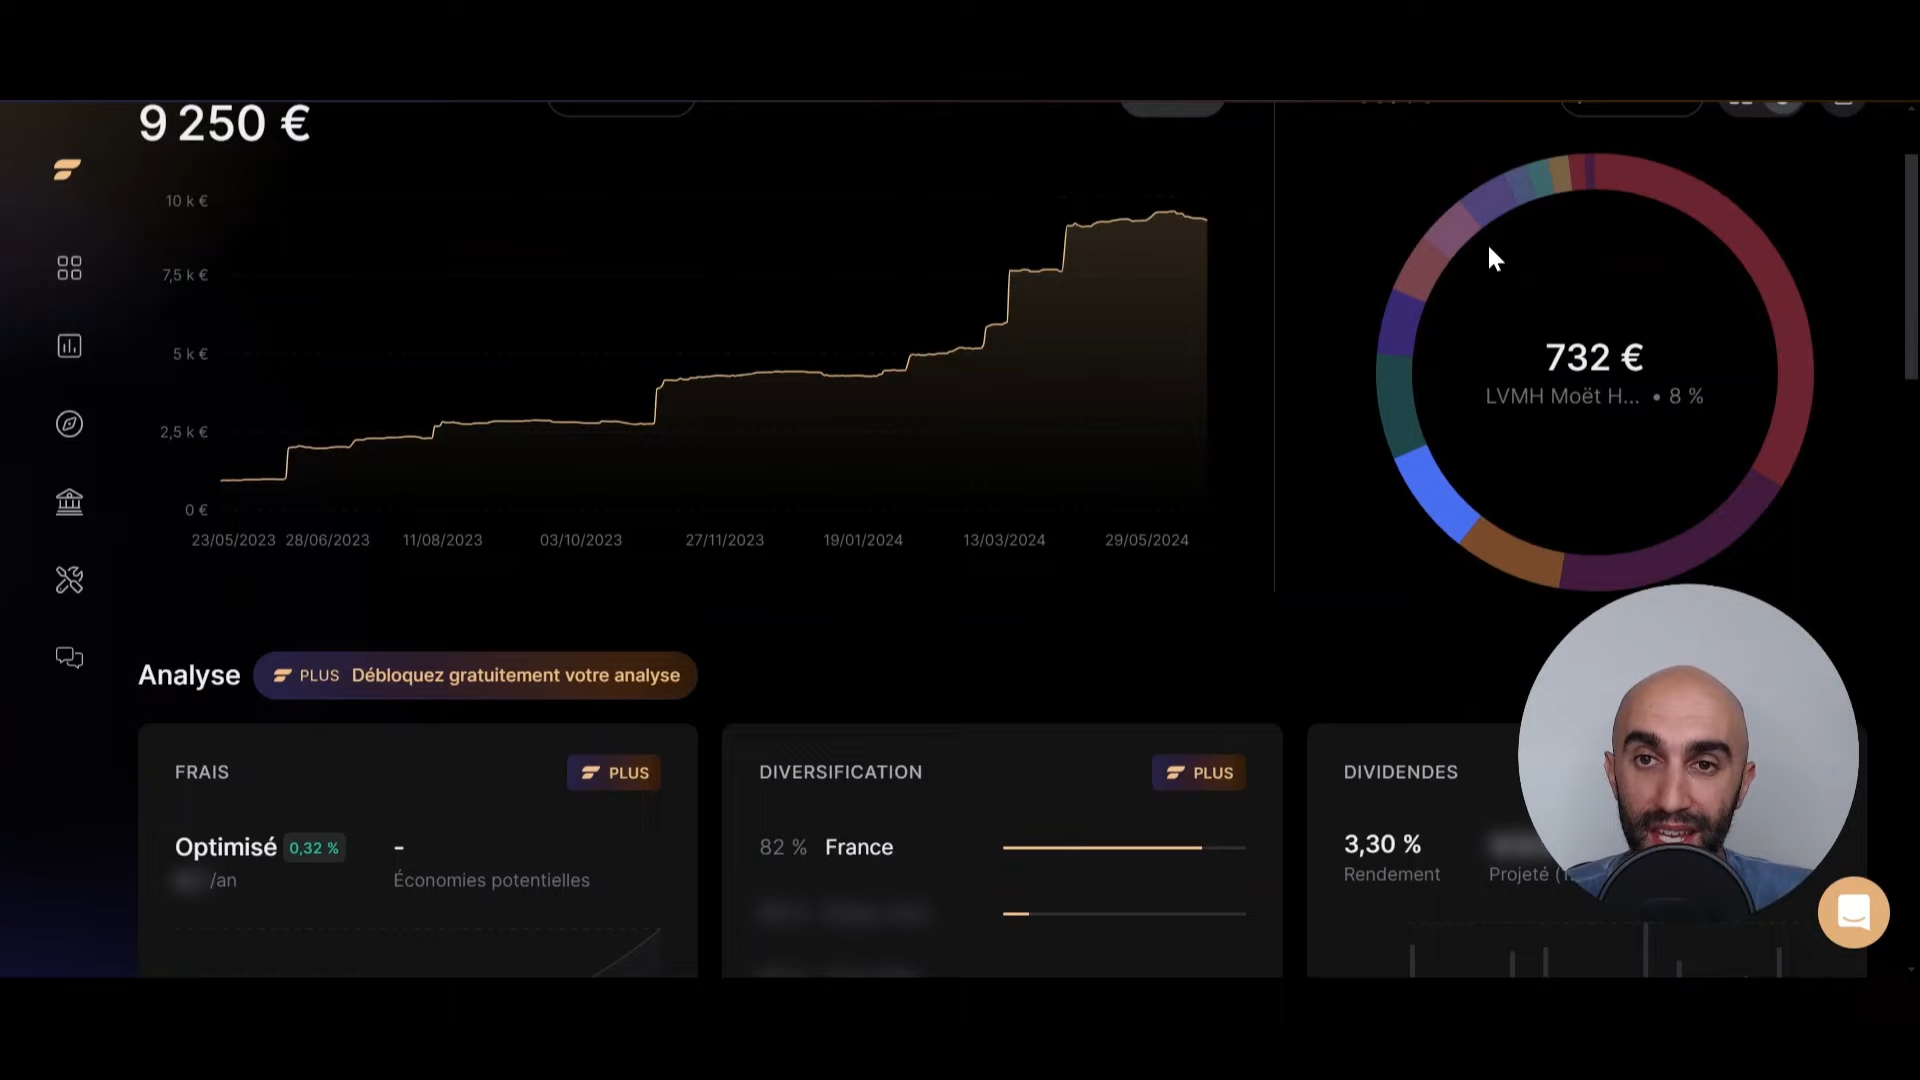 9 250 €
10 k €
7,5 k €
5 k €
2,5 k €
0 €
23/05/2023 28/06/2023 11/08/2023 03/10/2023 27/11/2023 19/01/2024 13/03/2024 29/05/2024
732 €
LVMH Moët H... • 8 %
Analyse PLUS Débloquez gratuitement votre analyse
FRAIS PLUS
Optimisé 0,32 % -
/an Économies potentielles
DIVERSIFICATION PLUS
82 % France
DIVIDENDES
3,30 %
Rendement Projeté